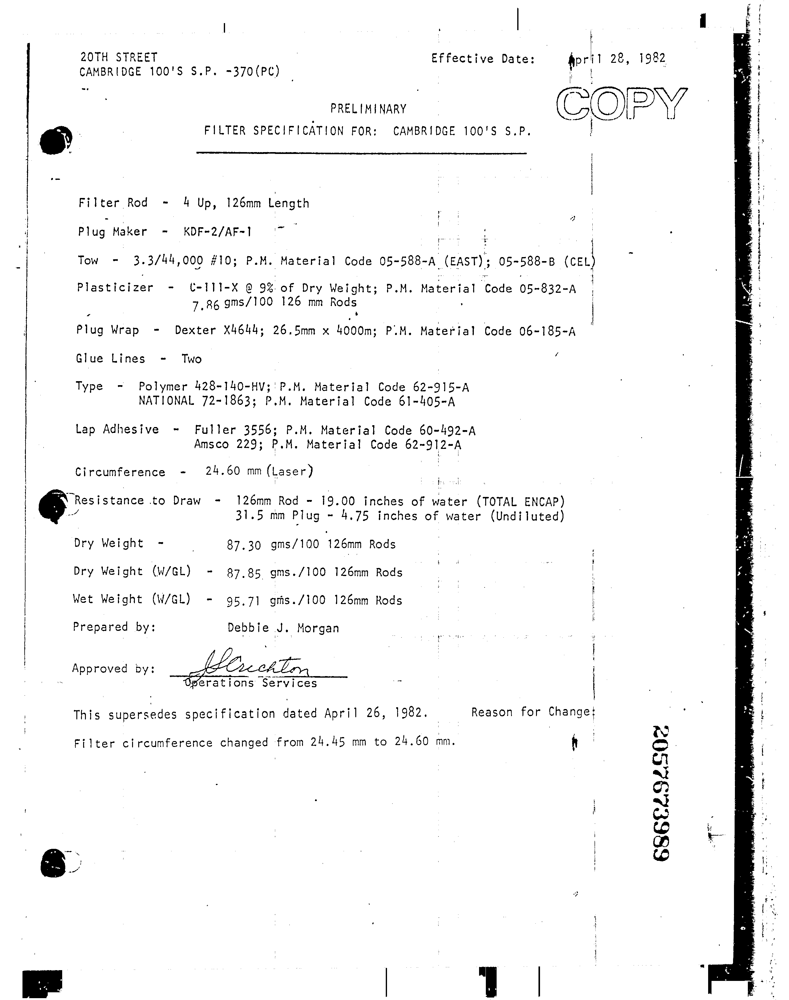 20TH STREET Effective Date: April 28, 1982
CAMBRIDGE 100'S S.P. -370(PC)
COPY
PRELIMINARY
FILTER SPECIFICATION FOR: CAMBRIDGE 100'S S.P.
Filter Rod - 4 Up, 126mm Length
Plug Maker - KDF-2/AF-1
Tow - 3.3/44,000 #10; P.M. Material Code 05-588-A (EAST); 05-588-B (CEL)
Plasticizer - C-111-X @ 9% of Dry Weight; P.M. Material Code 05-832-A
7.86 gms/100 126 mm Rods
Plug Wrap - Dexter X4644; 26.5mm x 4000m; P.M. Material Code 06-185-A
Glue Lines - Two
Type - Polymer 428-140-HV; P.M. Material Code 62-915-A
NATIONAL 72-1863; P.M. Material Code 61-405-A
Lap Adhesive - Fuller 3556; P.M. Material Code 60-492-A
Amsco 229; P.M. Material Code 62-912-A
Circumference - 24.60 mm (Laser)
Resistance to Draw - 126mm Rod - 19.00 inches of water (TOTAL ENCAP)
31.5 mm Plug - 4.75 inches of water (Undiluted)
Dry Weight - 87.30 gms/100 126mm Rods
Dry Weight (W/GL) - 87.85 gms./100 126mm Rods
Wet Weight (W/GL) - 95.71 gms./100 126mm Rods
Prepared by: Debbie J. Morgan
Approved by: JSCrichton
Operations Services
This supersedes specification dated April 26, 1982. Reason for Change:
Filter circumference changed from 24.45 mm to 24.60 mm.
2057673989